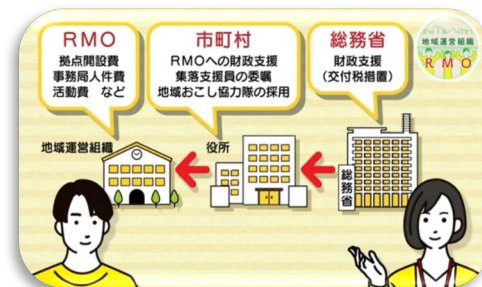 RMO
拠点開設費
事務局人件費
活動費 など
市町村
RMOへの財政支援
集落支援員の委嘱
地域おこし協力隊の採用
総務省
財政支援
(交付税措置)
地域運営組織
RMO
地域運営組織
役所
総務省